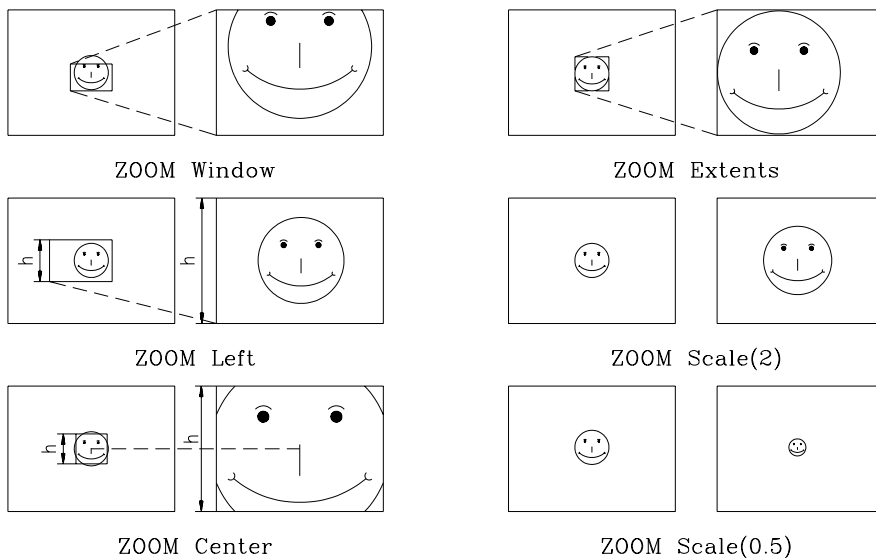 ZOOM Window
ZOOM Extents
h
h
ZOOM Left
ZOOM Scale(2)
h
h
ZOOM Center
ZOOM Scale(0.5)